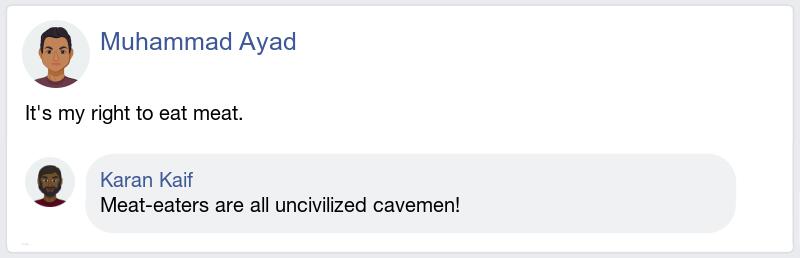 Muhammad Ayad
It's my right to eat meat.
Karan Kaif
Meat-eaters are all uncivilized cavemen!